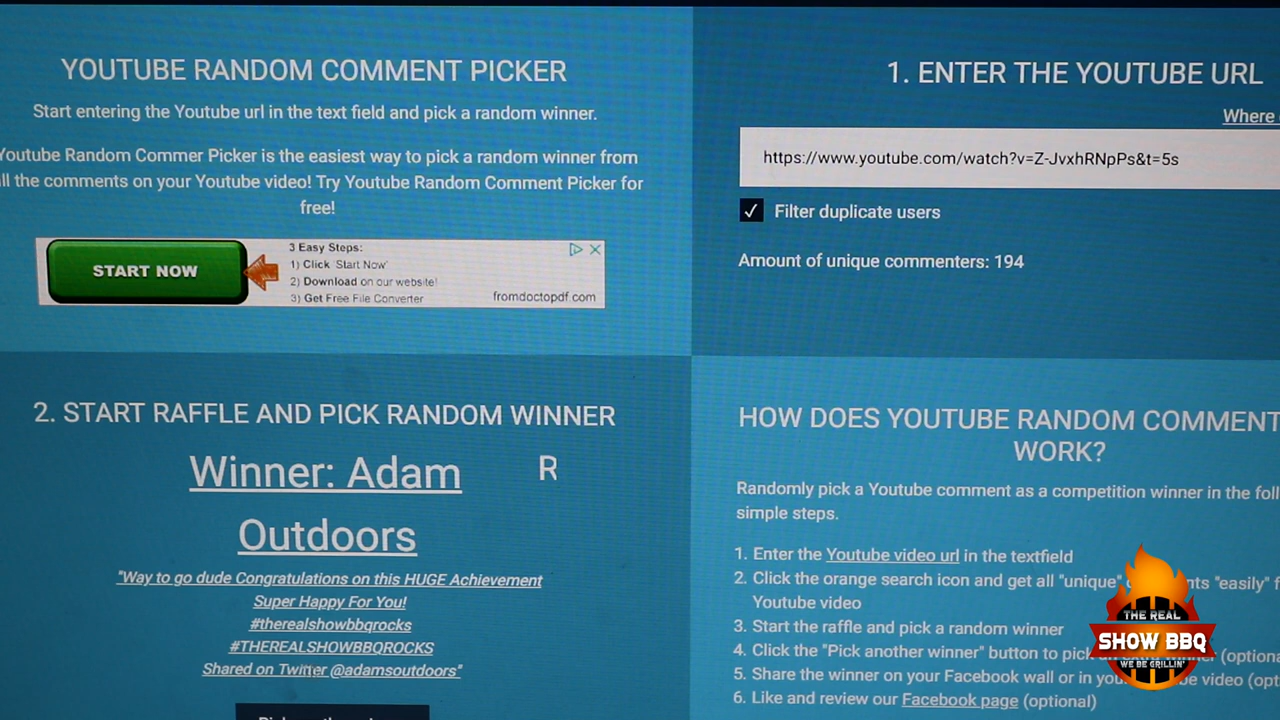 YOUTUBE RANDOM COMMENT PICKER
Start entering the Youtube url in the text field and pick a random winner.
Youtube Random Commer Picker is the easiest way to pick a random winner from
ll the comments on your Youtube video! Try Youtube Random Comment Picker for
free!
START NOW
3 Easy Steps:
1) Click 'Start Now'
2) Download on our website!
3) Get Free File Converter
fromdoctopdf.com
1. ENTER THE YOUTUBE URL
Where
https://www.youtube.com/watch?v=Z-JvxhRNpPs&t=5s
Filter duplicate users
Amount of unique commenters: 194
2. START RAFFLE AND PICK RANDOM WINNER
Winner: Adam R
Outdoors
"Way to go dude Congratulations on this HUGE Achievement
Super Happy For You!
#therealshowbbqrocks
#THEREALSHOWBBQROCKS
Shared on Twitter @adamsoutdoors"
HOW DOES YOUTUBE RANDOM COMMENT
WORK?
Randomly pick a Youtube comment as a competition winner in the foll
simple steps.
1. Enter the Youtube video url in the textfield
2. Click the orange search icon and get all "unique" nts "easily" f
Youtube video
3. Start the raffle and pick a random winner
4. Click the "Pick another winner" button to pick an winner (optiona
5. Share the winner on your Facebook wall or in you be video (opt
6. Like and review our Facebook page (optional)
THE REAL
SHOW BBQ
WE BE GRILLIN'